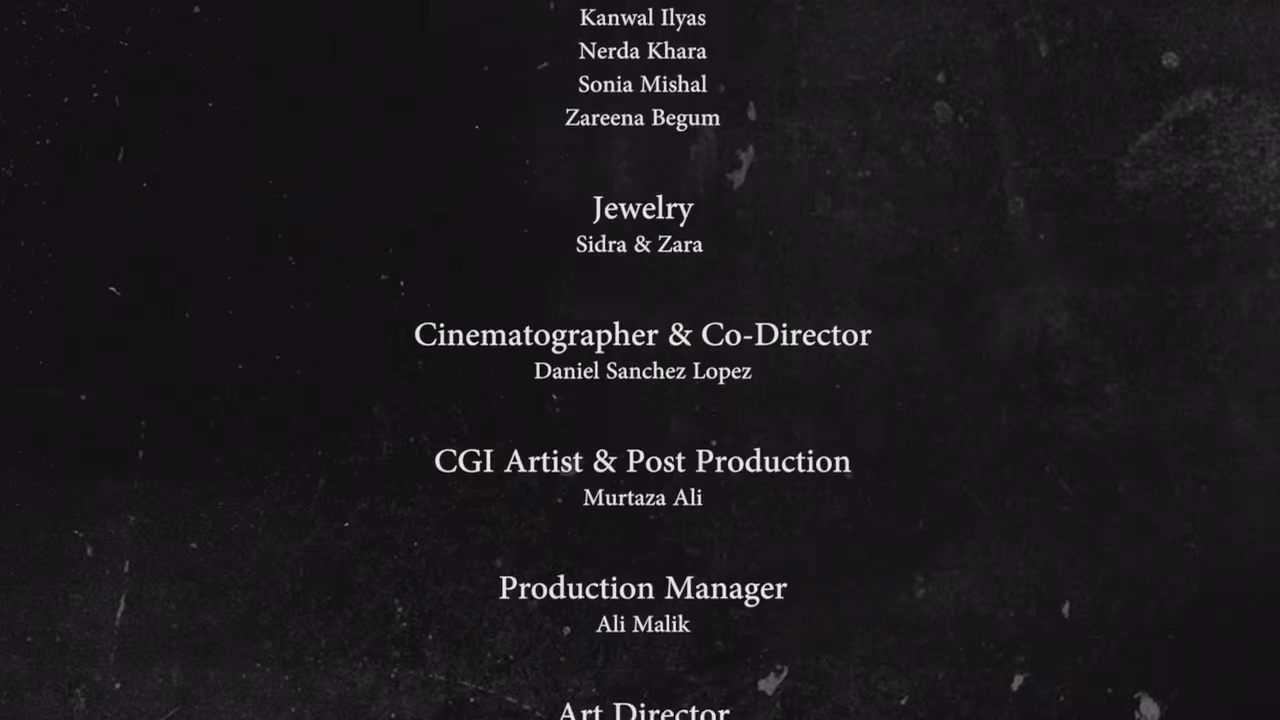 Kanwal Ilyas
Nerda Khara
Sonia Mishal
Zareena Begum
Jewelry
Sidra & Zara
Cinematographer & Co-Director
Daniel Sanchez Lopez
CGI Artist & Post Production
Murtaza Ali
Production Manager
Ali Malik
Art Director